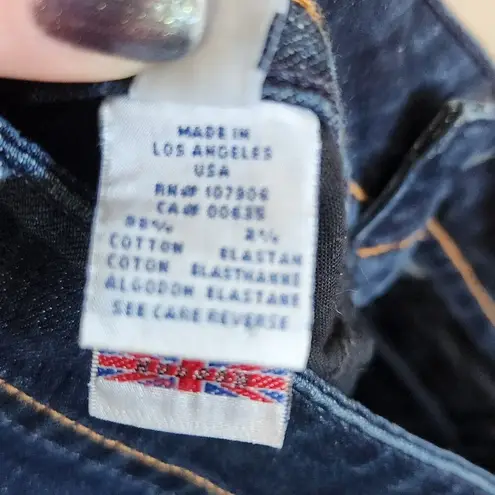 MADE IN
LOS ANGELES
USA
RN# 107306
CA# 00635
98% 2%
COTTON ELASTAN
COTON ELASTHANNE
ALGODON ELASTANE
SEE CARE REVERSE